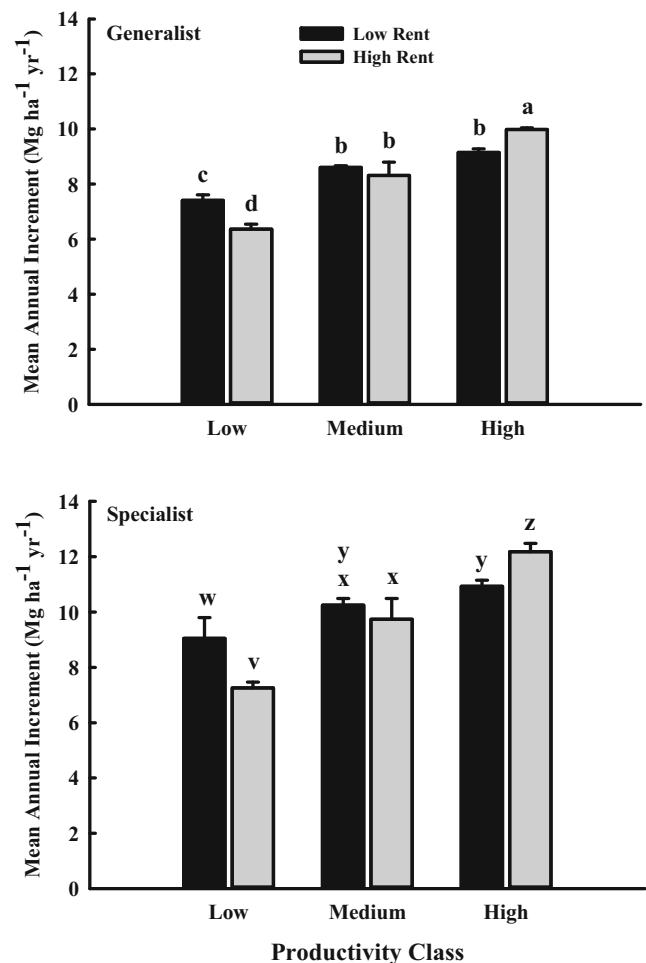 Generalist
Low Rent
High Rent
Mean Annual Increment (Mg ha⁻¹ yr⁻¹)
14
12
10
8
6
4
2
0
c
d
b
b
b
a
Low
Medium
High
Specialist
Mean Annual Increment (Mg ha⁻¹ yr⁻¹)
14
12
10
8
6
4
2
0
w
v
y
x
x
y
z
Low
Medium
High
Productivity Class